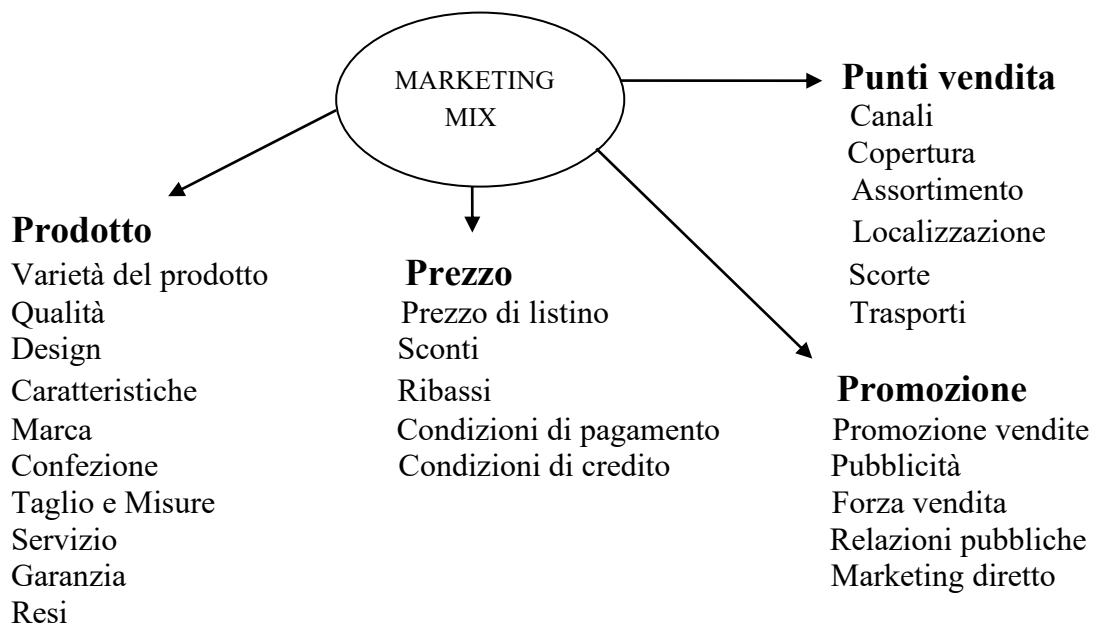 MARKETING
MIX
Prodotto
Varietà del prodotto
Qualità
Design
Caratteristiche
Marca
Confezione
Taglio e Misure
Servizio
Garanzia
Resi
Prezzo
Prezzo di listino
Sconti
Ribassi
Condizioni di pagamento
Condizioni di credito
Punti vendita
Canali
Copertura
Assortimento
Localizzazione
Scorte
Trasporti
Promozione
Promozione vendite
Pubblicità
Forza vendita
Relazioni pubbliche
Marketing diretto